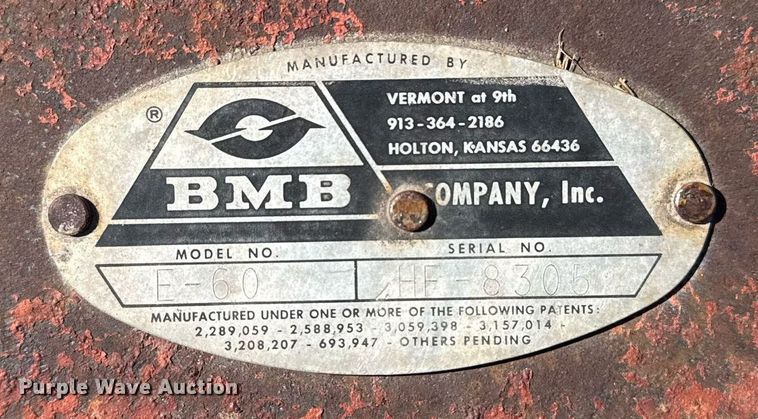 MANUFACTURED BY
®
VERMONT at 9th
913-364-2186
HOLTON, KANSAS 66436
BMB COMPANY, Inc.
MODEL NO. SERIAL NO.
E-60 HF-8305
MANUFACTURED UNDER ONE OR MORE OF THE FOLLOWING PATENTS:
2,289,059 - 2,588,953 - 3,059,398 - 3,157,014 -
3,208,207 - 693,947 - OTHERS PENDING
Purple Wave Auction